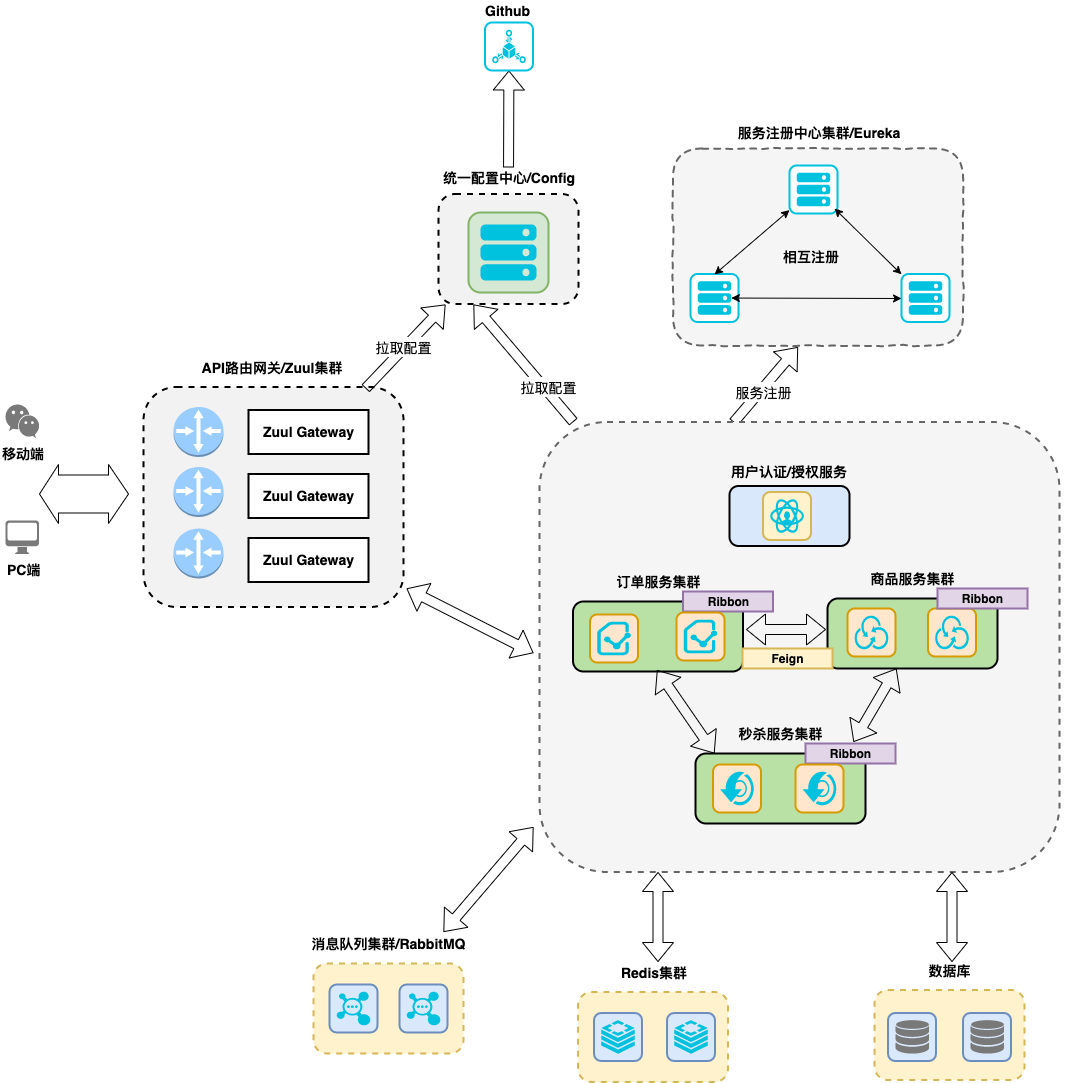 Github
服务注册中心集群/Eureka
统一配置中心/Config
相互注册
拉取配置
API路由网关/Zuul集群
拉取配置
服务注册
移动端
Zuul Gateway
用户认证/授权服务
Zuul Gateway
PC端
Zuul Gateway
订单服务集群
商品服务集群
Ribbon
Ribbon
Feign
秒杀服务集群
Ribbon
消息队列集群/RabbitMQ
Redis集群
数据库